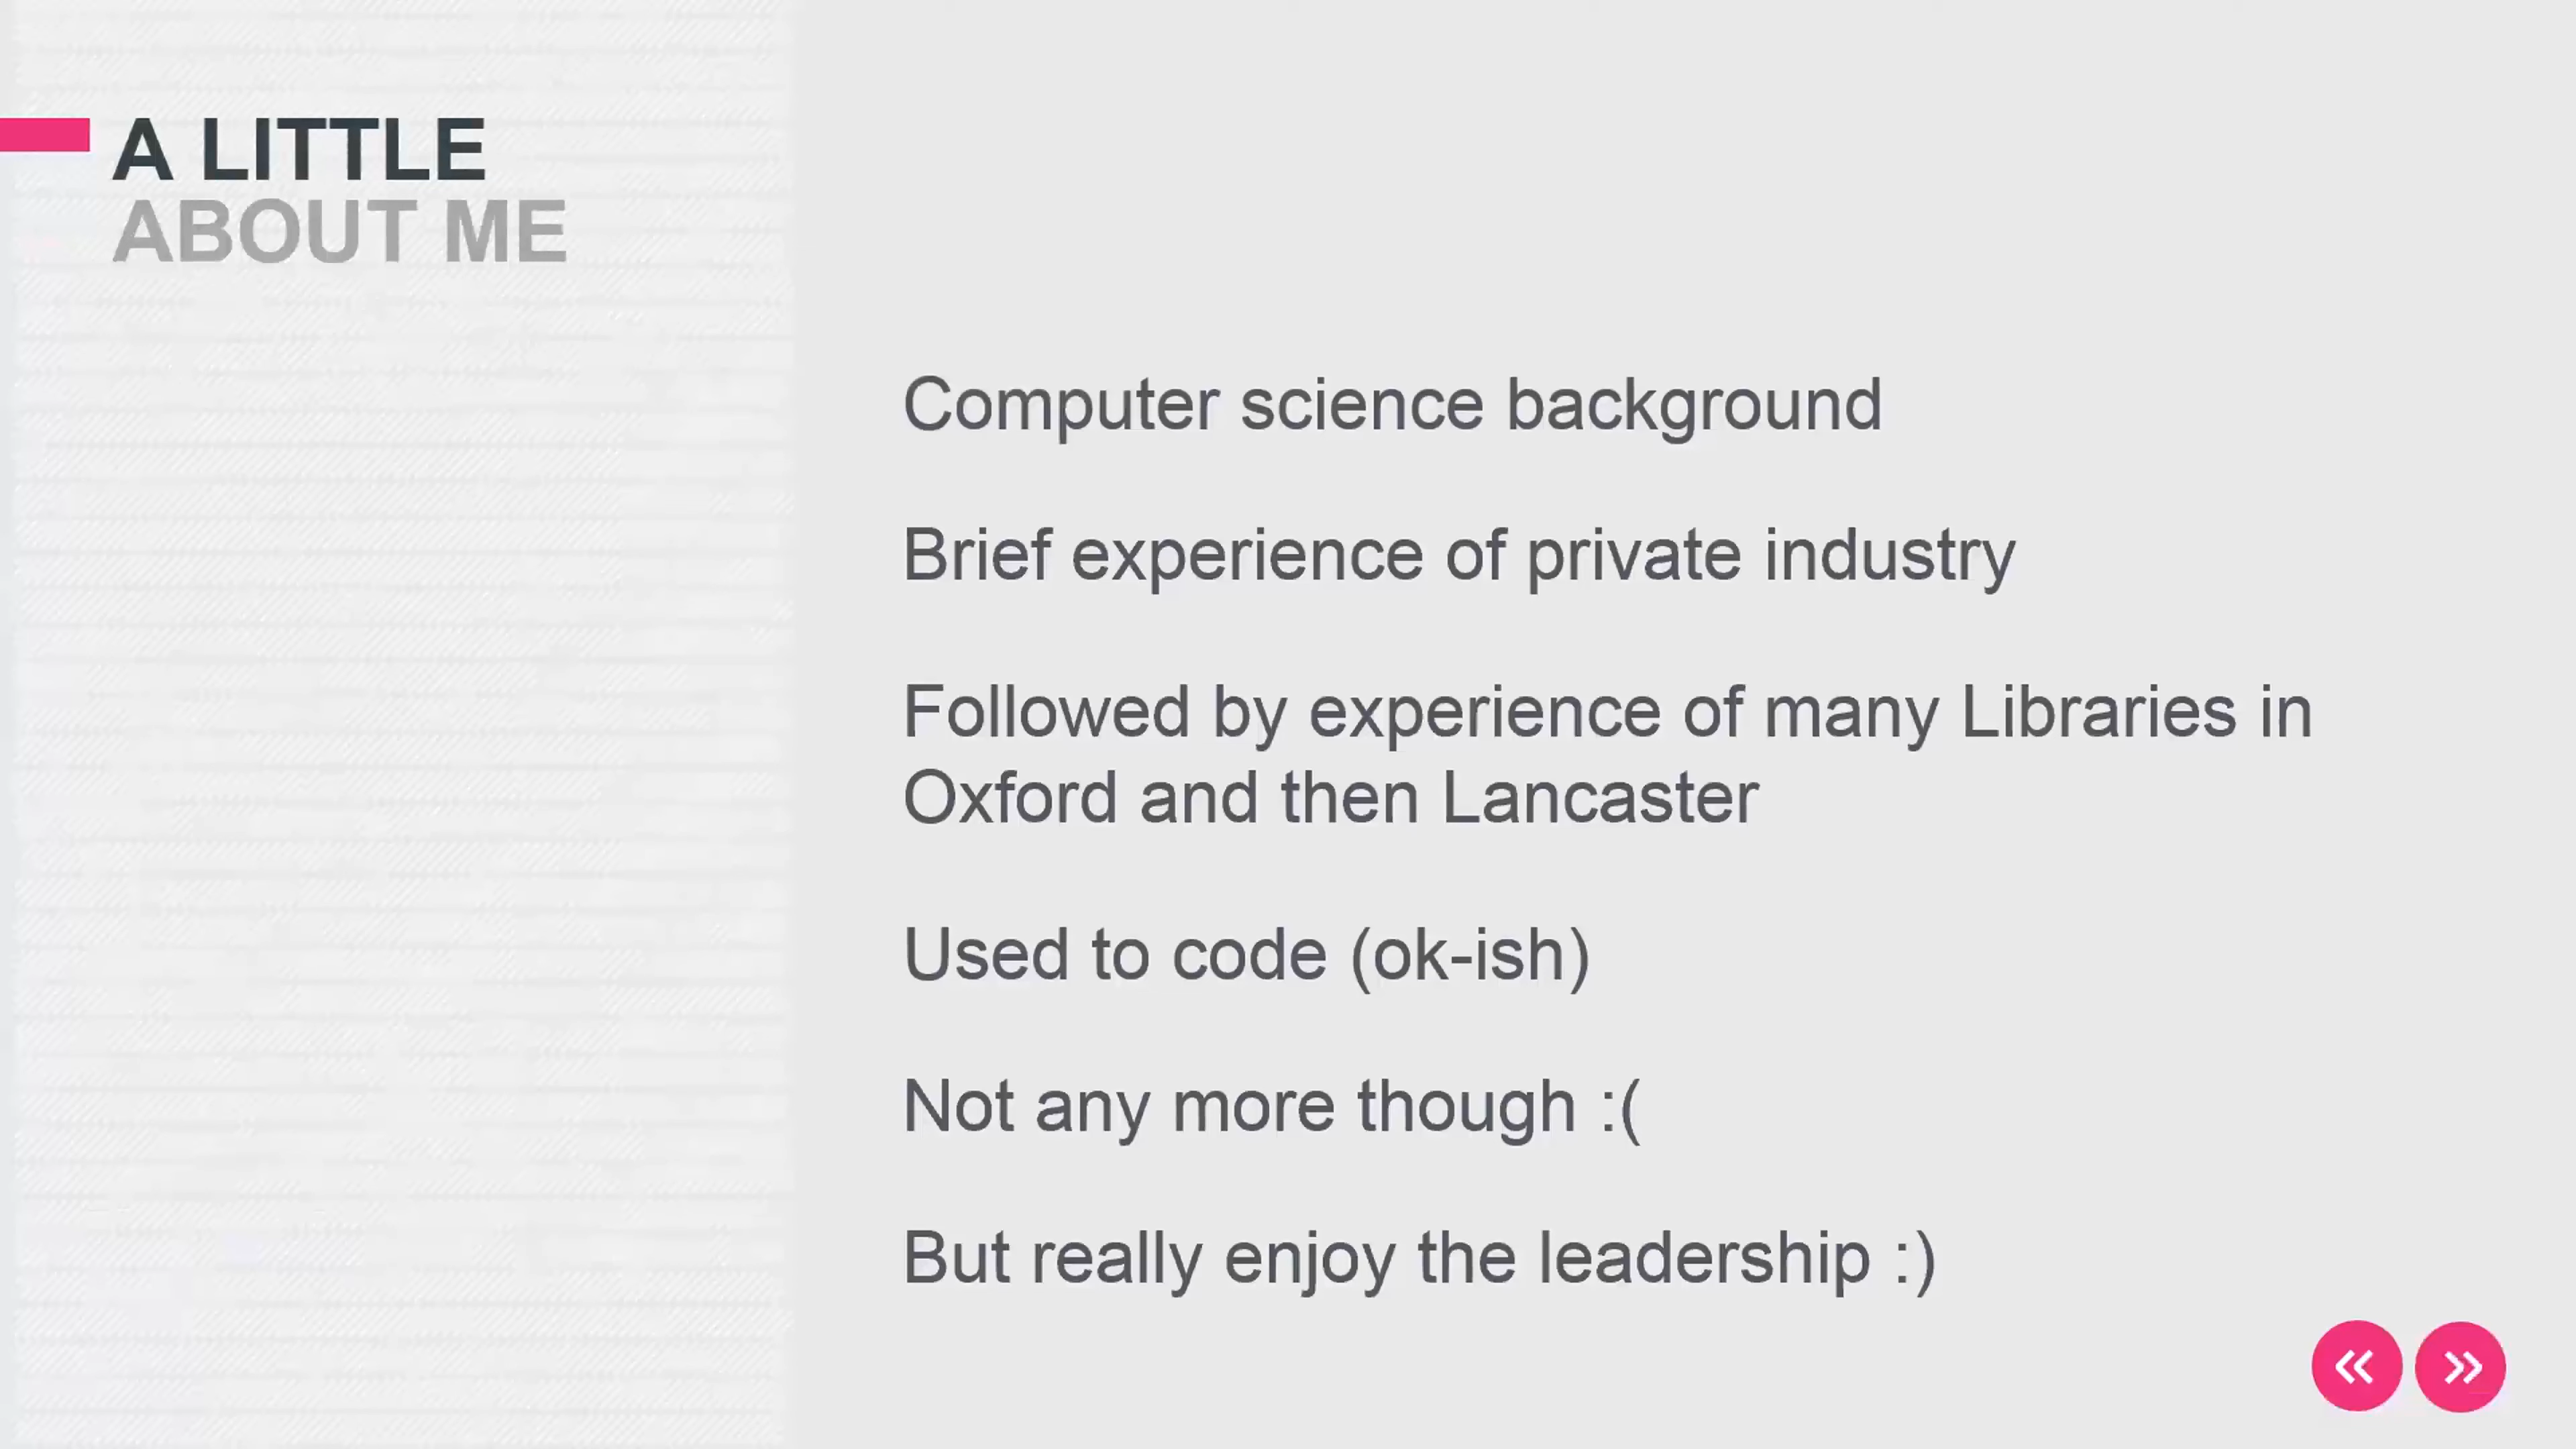 A LITTLE
ABOUT ME
Computer science background
Brief experience of private industry
Followed by experience of many Libraries in
Oxford and then Lancaster
Used to code (ok-ish)
Not any more though :(
But really enjoy the leadership :)